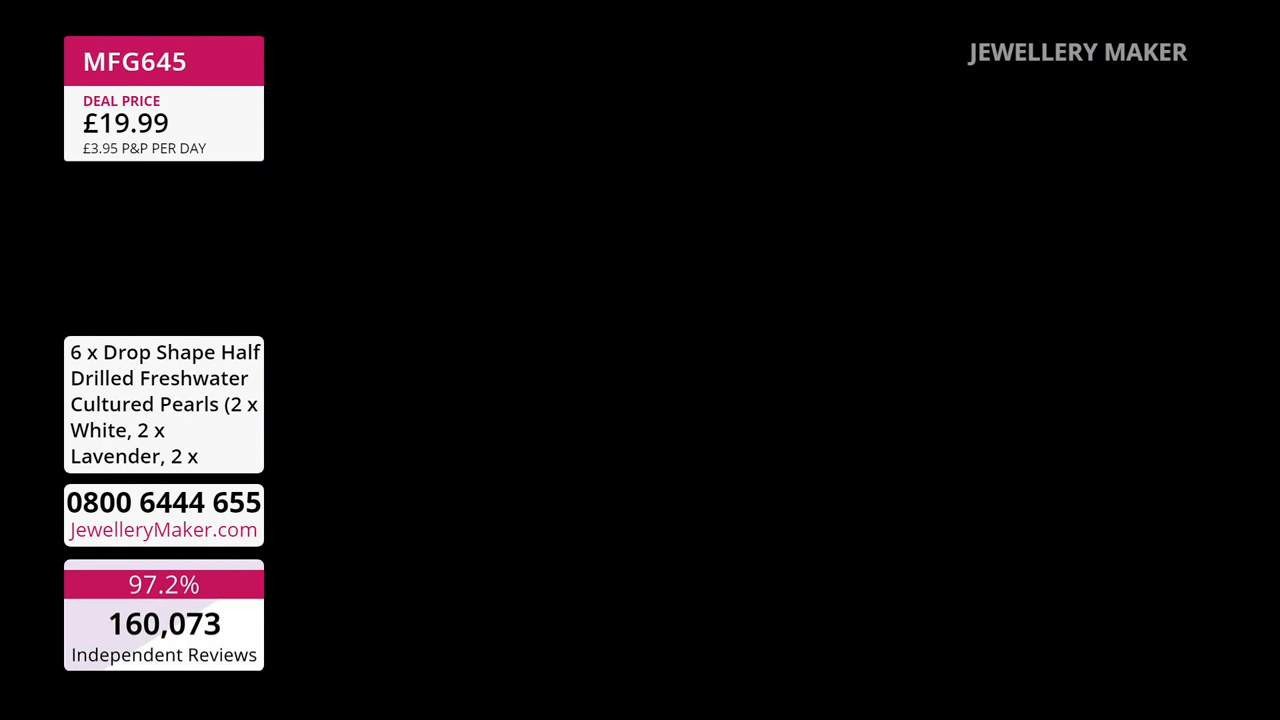 MFG645
JEWELLERY MAKER
DEAL PRICE
£19.99
£3.95 P&P PER DAY
6 x Drop Shape Half
Drilled Freshwater
Cultured Pearls (2 x
White, 2 x
Lavender, 2 x
0800 6444 655
JewelleryMaker.com
97.2%
160,073
Independent Reviews